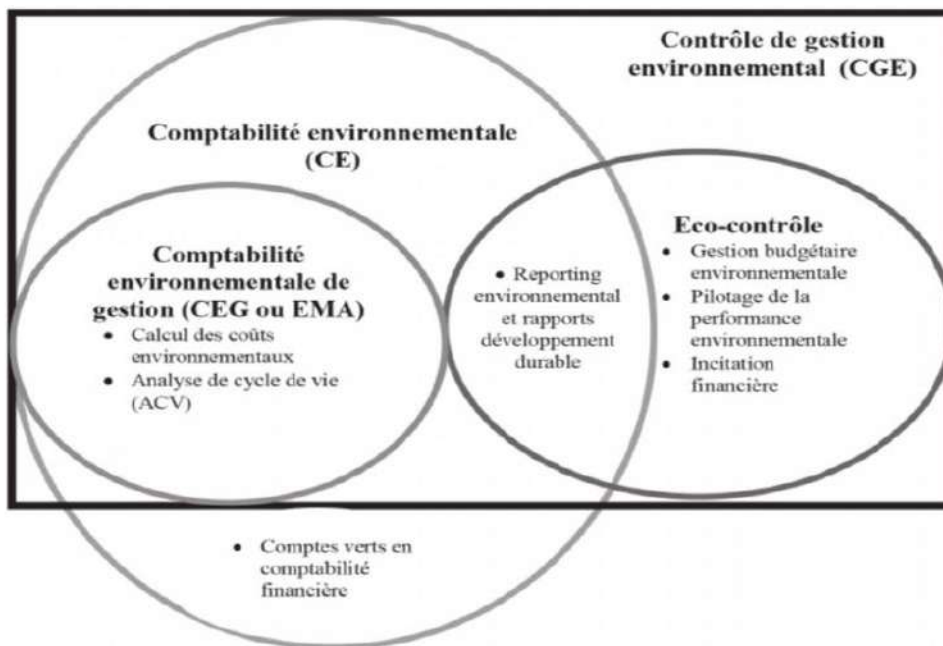 Contrôle de gestion
environnemental (CGE)
Comptabilité environnementale
(CE)
Comptabilité
environnementale de
gestion (CEG ou EMA)
• Calcul des coûts
environnementaux
• Analyse de cycle de vie
(ACV)
• Reporting
environnemental
et rapports
développement
durable
Eco-contrôle
• Gestion budgétaire
environnementale
• Pilotage de la
performance
environnementale
• Incitation
financière
• Comptes verts en
comptabilité
financière